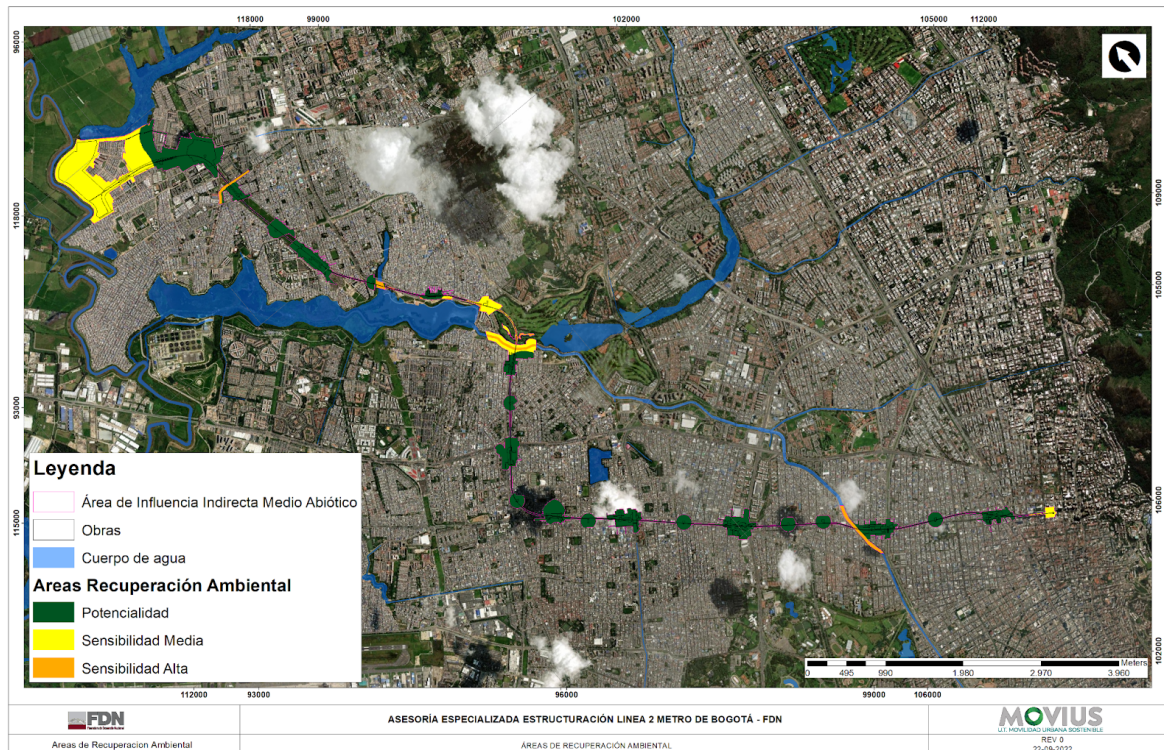 118000 99000 102000 105000 112000
96000
118000
93000
115000
109000
105000
106000
102000
Leyenda
Área de Influencia Indirecta Medio Abiótico
Obras
Cuerpo de agua
Areas Recuperación Ambiental
Potencialidad
Sensibilidad Media
Sensibilidad Alta
Meters
0 495 990 1.980 2.970 3.960
112000 93000 96000 99000 106000
FDN
Areas de Recuperacion Ambiental
ASESORÍA ESPECIALIZADA ESTRUCTURACIÓN LINEA 2 METRO DE BOGOTÁ - FDN
ÁREAS DE RECUPERACIÓN AMBIENTAL
MOVIUS
U.T. MOVILIDAD URBANA SOSTENIBLE
REV 0
22-09-2022